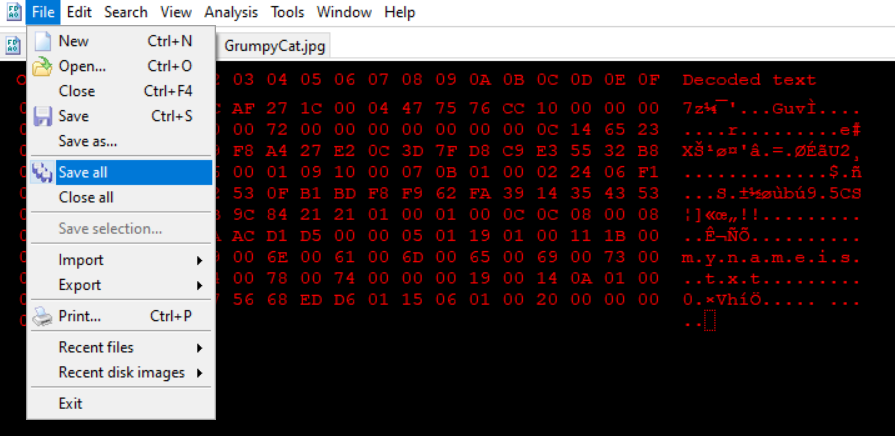 File Edit Search View Analysis Tools Window Help
GrumpyCat.jpg
New Ctrl+N
Open... Ctrl+O
Close Ctrl+F4
Save Ctrl+S
Save as...
Save all
Close all
Save selection...
Import
Export
Print... Ctrl+P
Recent files
Recent disk images
Exit
03 04 05 06 07 08 09 0A 0B 0C 0D 0E 0F Decoded text
AF 27 1C 00 04 47 75 76 CC 10 00 00 00 7z¼¯'...GuvÌ....
00 72 00 00 00 00 00 00 00 0C 14 65 23 ....r.........e#
F8 A4 27 E2 0C 3D 7F D8 C9 E3 55 32 B8 XŠ¹ø¤'â.=.ØÉãU2¸
00 01 09 10 00 07 0B 01 00 02 24 06 F1 .............$.ñ
53 0F B1 BD F8 F9 62 FA 39 14 35 43 53 ...S.±½øùbú9.5CS
9C 84 21 21 01 00 01 00 0C 0C 08 00 08 ¦]«œ„!!.........
AC D1 D5 00 00 05 01 19 01 00 11 1B 00 ..Ê¬ÑÕ..........
00 6E 00 61 00 6D 00 65 00 69 00 73 00 m.y.n.a.m.e.i.s.
00 78 00 74 00 00 00 19 00 14 0A 01 00 ..t.x.t.........
56 68 ED D6 01 15 06 01 00 20 00 00 00 0.×VhíÖ..... ...
..